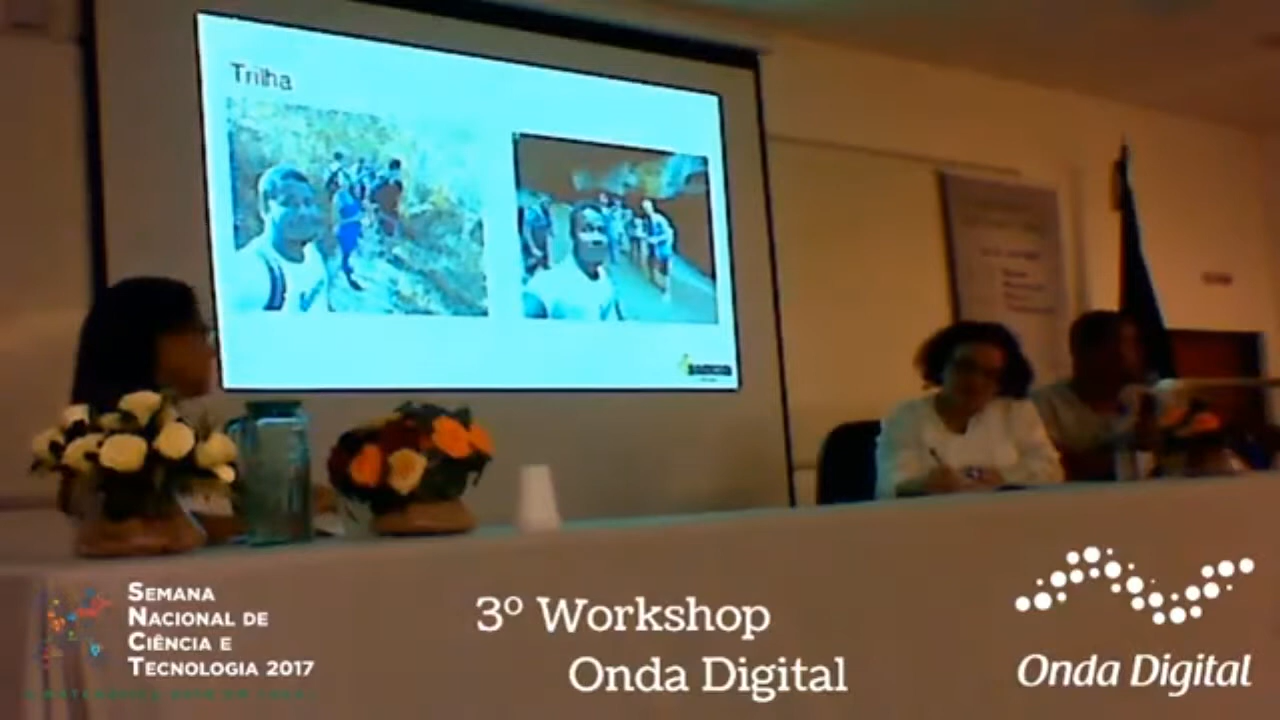 Trilha
SEMANA
NACIONAL DE
CIÊNCIA E
TECNOLOGIA 2017
3º Workshop
Onda Digital
Onda Digital